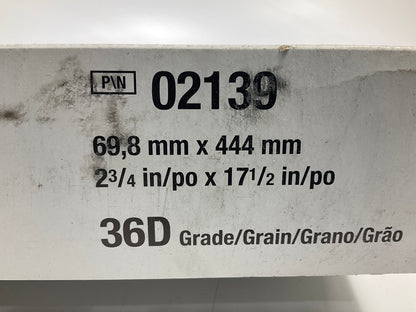 P\N 02139
69,8 mm x 444 mm
2 3/4 in/po x 17 1/2 in/po
36D Grade/Grain/Grano/Grão